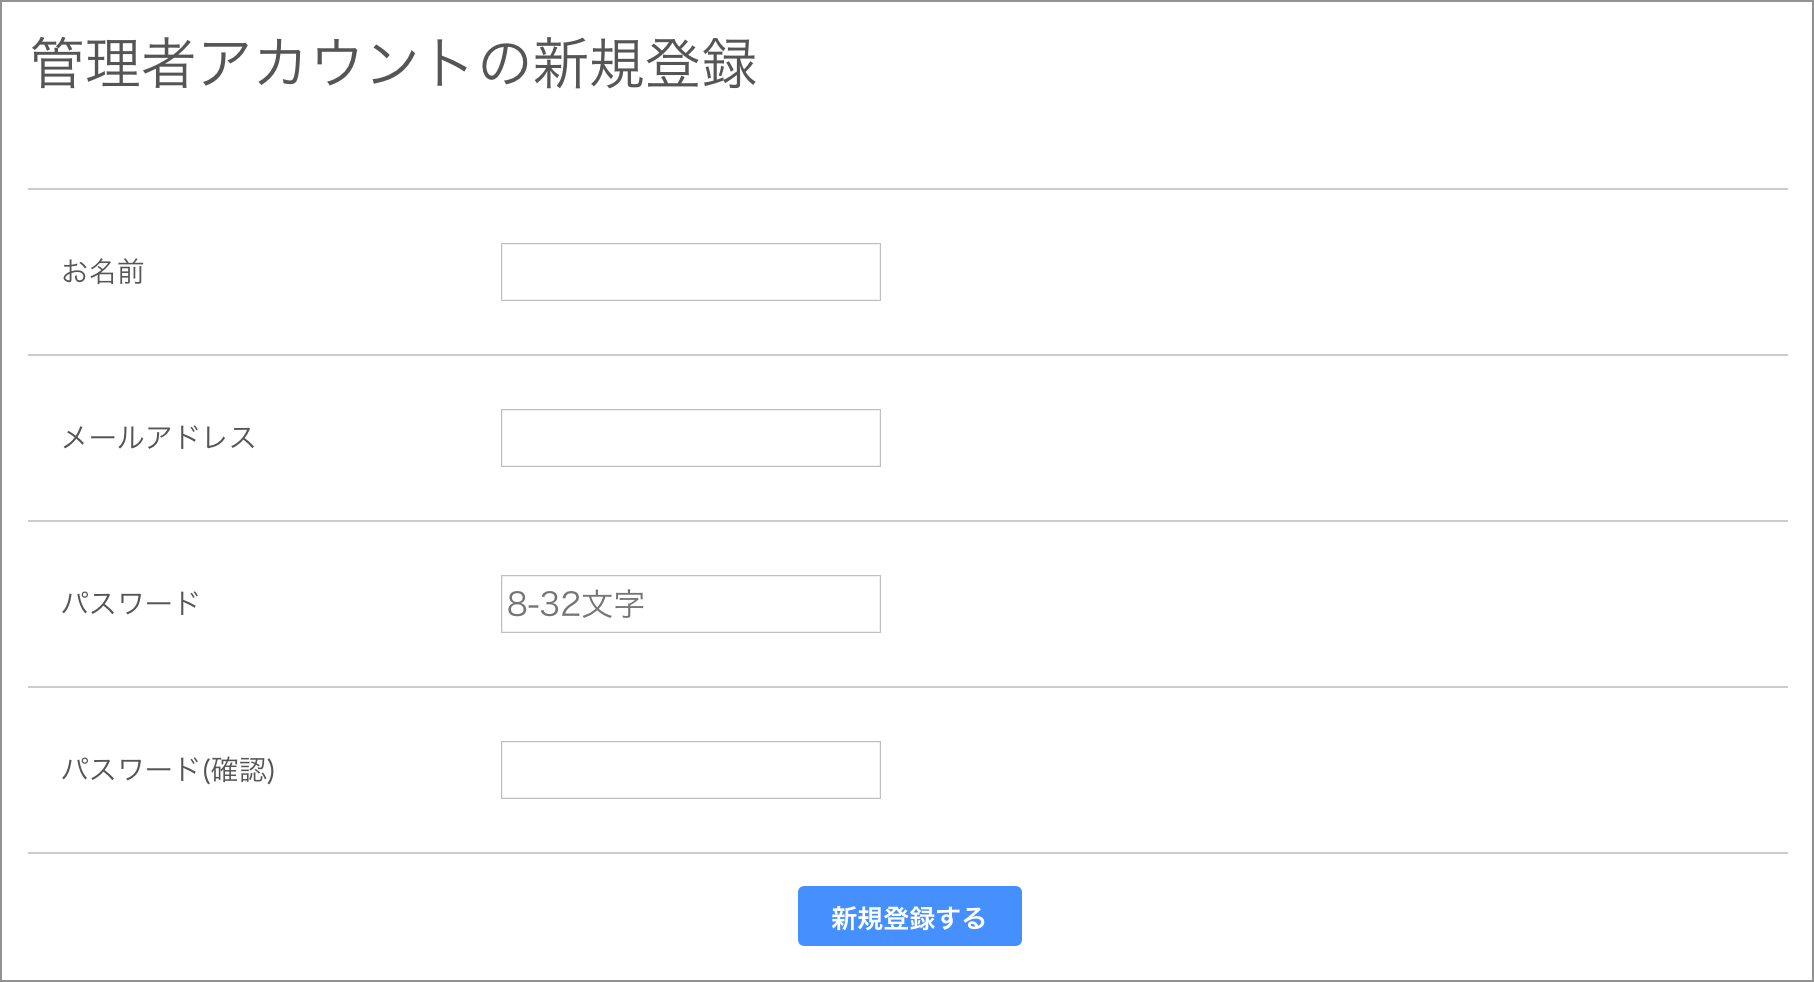 管理者アカウントの新規登録
お名前
メールアドレス
パスワード
8-32文字
パスワード(確認)
新規登録する